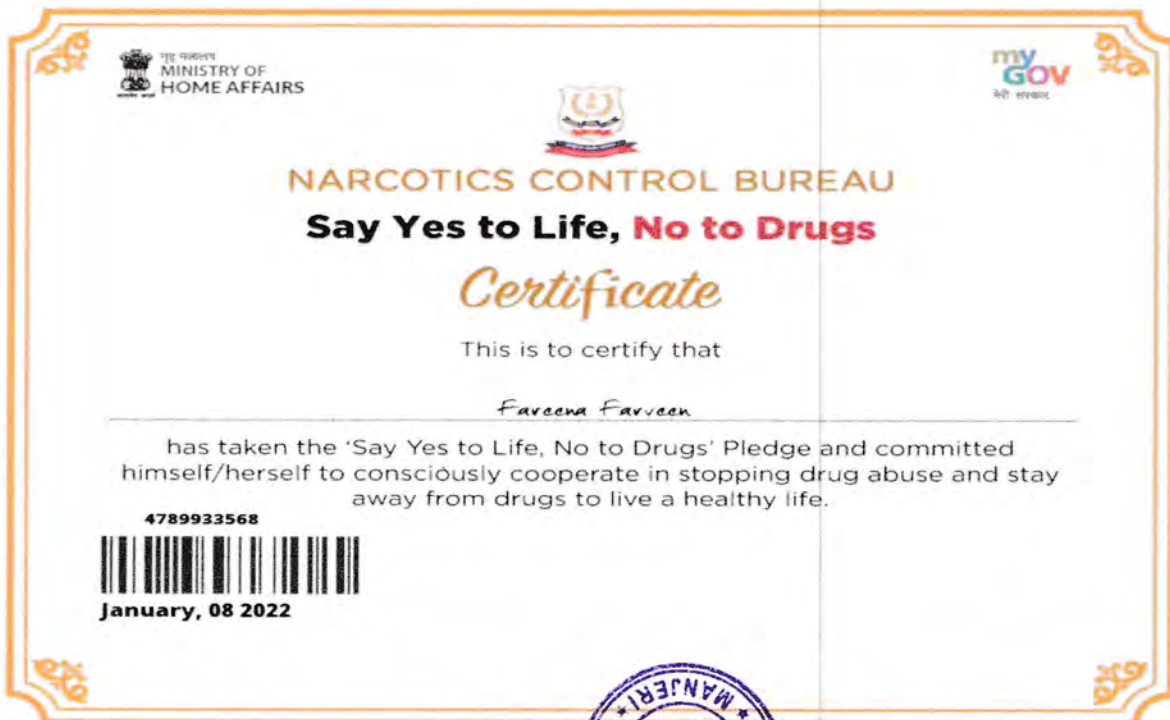 गृह मंत्रालय
MINISTRY OF
HOME AFFAIRS
my
GOV
मेरी सरकार
NARCOTICS CONTROL BUREAU
Say Yes to Life, No to Drugs
Certificate
This is to certify that
Fareena Farveen
has taken the 'Say Yes to Life, No to Drugs' Pledge and committed
himself/herself to consciously cooperate in stopping drug abuse and stay
away from drugs to live a healthy life.
4789933568
January, 08 2022
MANJERI